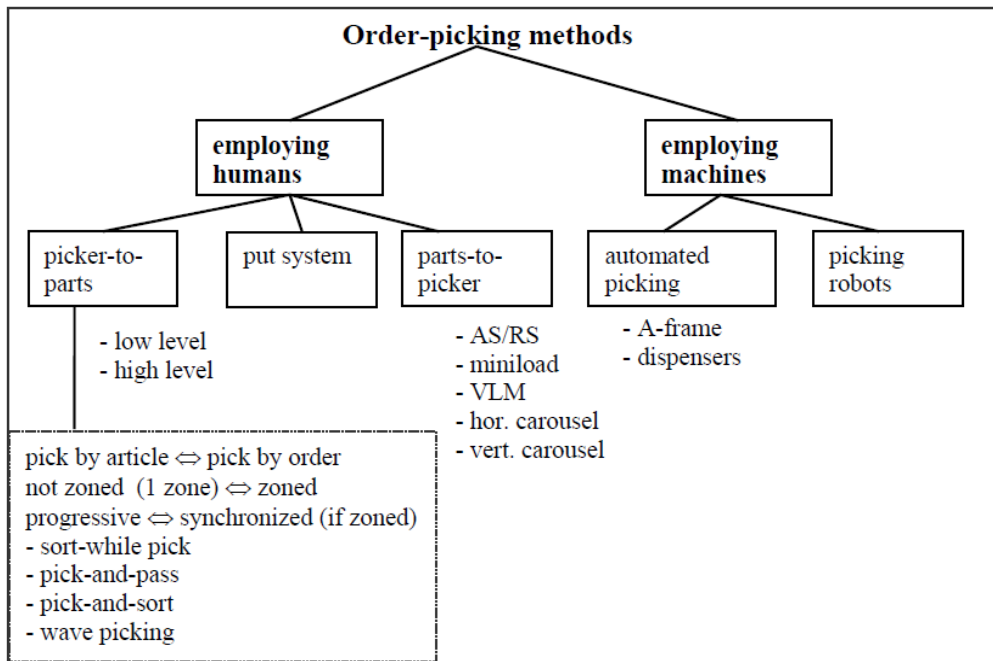 Order-picking methods
employing
humans
employing
machines
picker-to-
parts
put system
parts-to-
picker
automated
picking
picking
robots
- low level
- high level
- AS/RS
- miniload
- VLM
- hor. carousel
- vert. carousel
- A-frame
- dispensers
pick by article ⇔ pick by order
not zoned  (1 zone) ⇔ zoned
progressive ⇔ synchronized (if zoned)
- sort-while pick
- pick-and-pass
- pick-and-sort
- wave picking